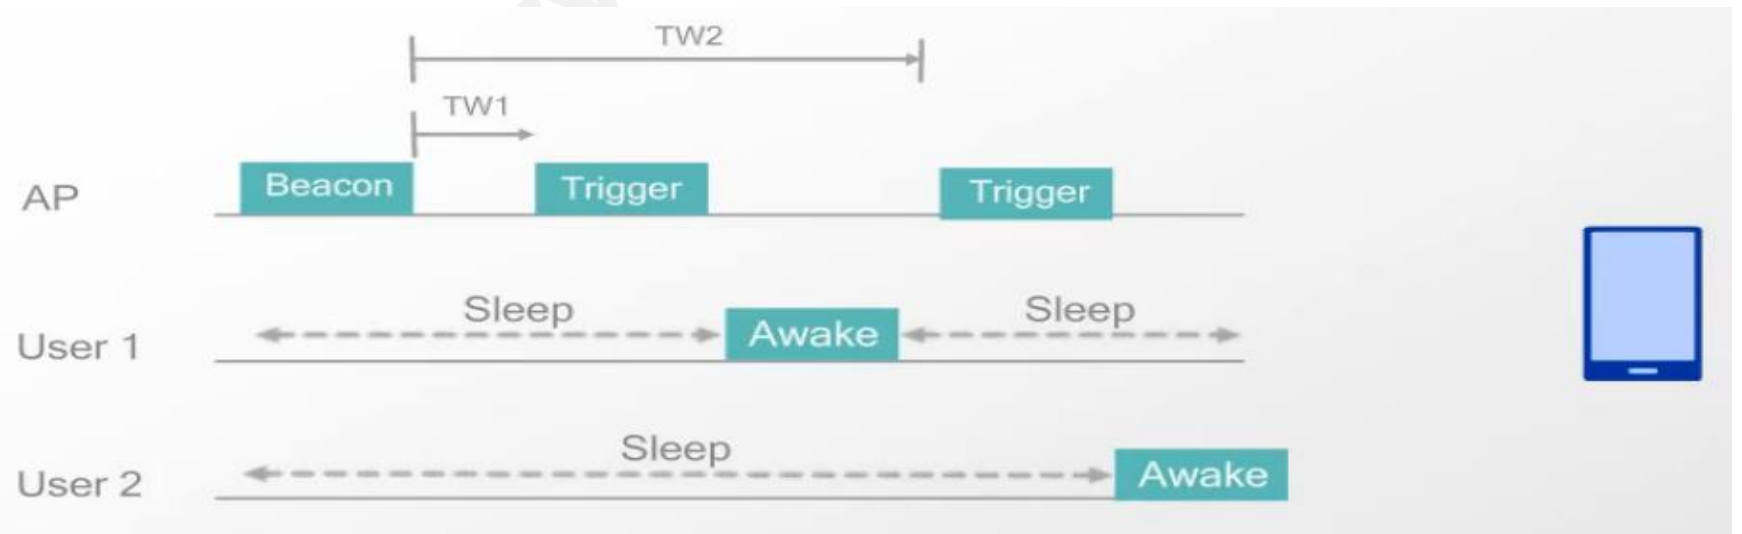 TW2
TW1
AP Beacon Trigger Trigger
Sleep Sleep
User 1 Awake
Sleep
User 2 Awake